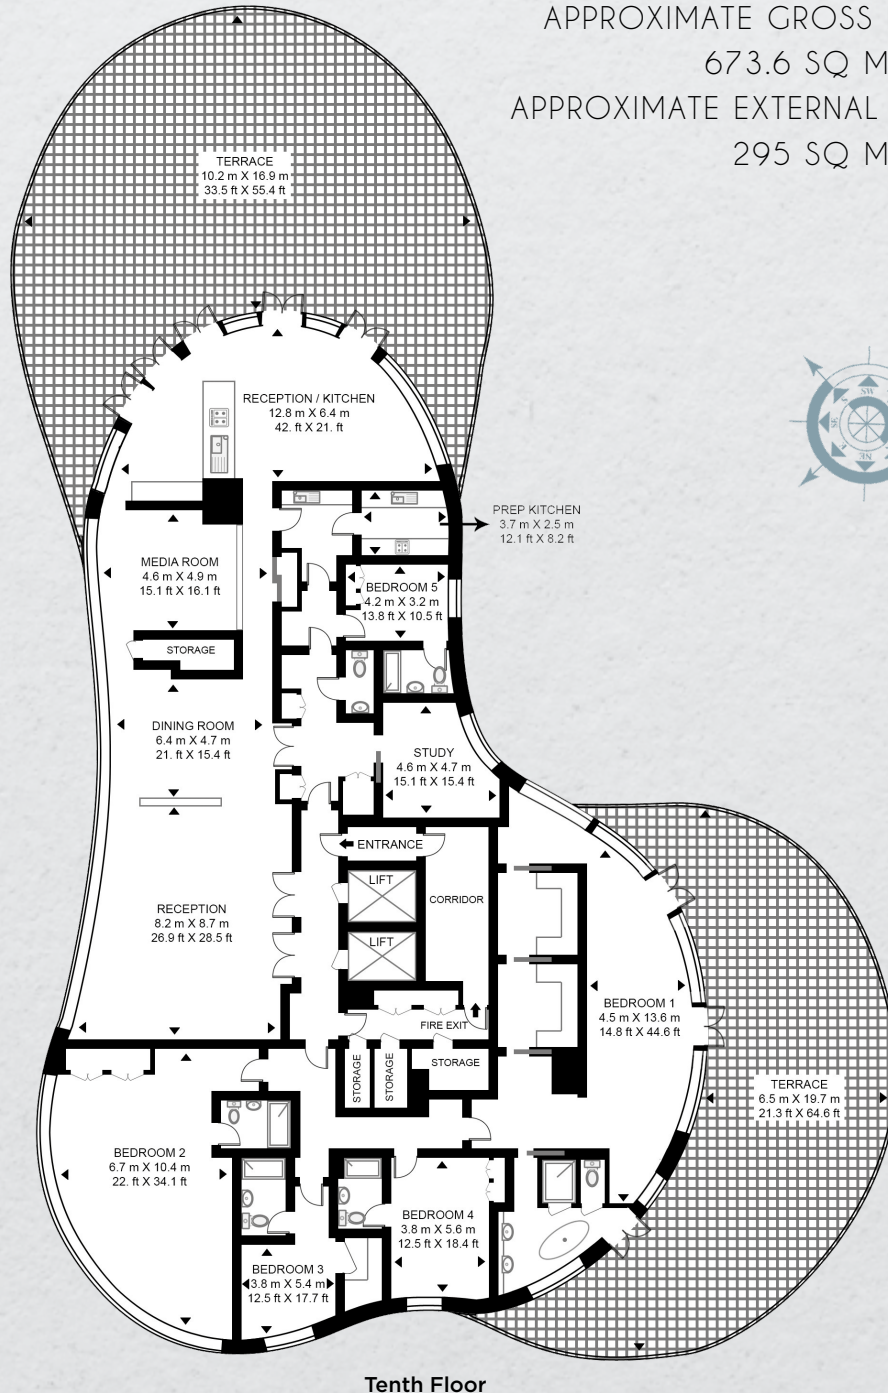 APPROXIMATE GROSS
673.6 SQ M
APPROXIMATE EXTERNAL
295 SQ M
TERRACE
10.2 m X 16.9 m
33.5 ft X 55.4 ft
RECEPTION / KITCHEN
12.8 m X 6.4 m
42. ft X 21. ft
SW
S
SE
E
NE
PREP KITCHEN
3.7 m X 2.5 m
12.1 ft X 8.2 ft
MEDIA ROOM
4.6 m X 4.9 m
15.1 ft X 16.1 ft
BEDROOM 5
4.2 m X 3.2 m
13.8 ft X 10.5 ft
STORAGE
DINING ROOM
6.4 m X 4.7 m
21. ft X 15.4 ft
STUDY
4.6 m X 4.7 m
15.1 ft X 15.4 ft
ENTRANCE
LIFT
CORRIDOR
RECEPTION
8.2 m X 8.7 m
26.9 ft X 28.5 ft
LIFT
BEDROOM 1
4.5 m X 13.6 m
14.8 ft X 44.6 ft
FIRE EXIT
STORAGE
STORAGE
STORAGE
TERRACE
6.5 m X 19.7 m
21.3 ft X 64.6 ft
BEDROOM 2
6.7 m X 10.4 m
22. ft X 34.1 ft
BEDROOM 4
3.8 m X 5.6 m
12.5 ft X 18.4 ft
BEDROOM 3
3.8 m X 5.4 m
12.5 ft X 17.7 ft
Tenth Floor